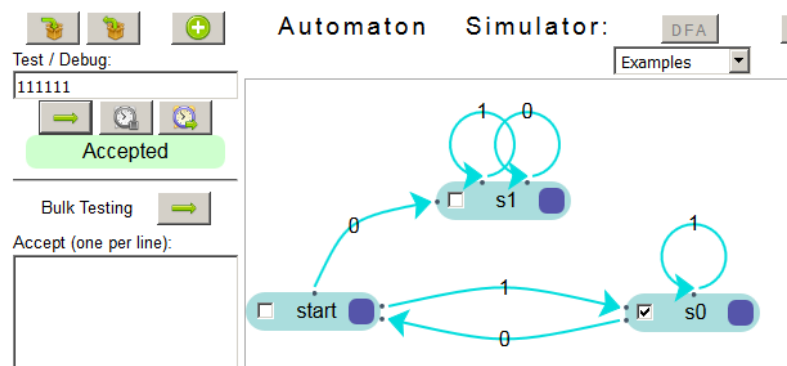 Automaton Simulator:
DFA
Test / Debug:
Examples
111111
Accepted
Bulk Testing
Accept (one per line):
1 0
s1
0
1
start
1
s0
0